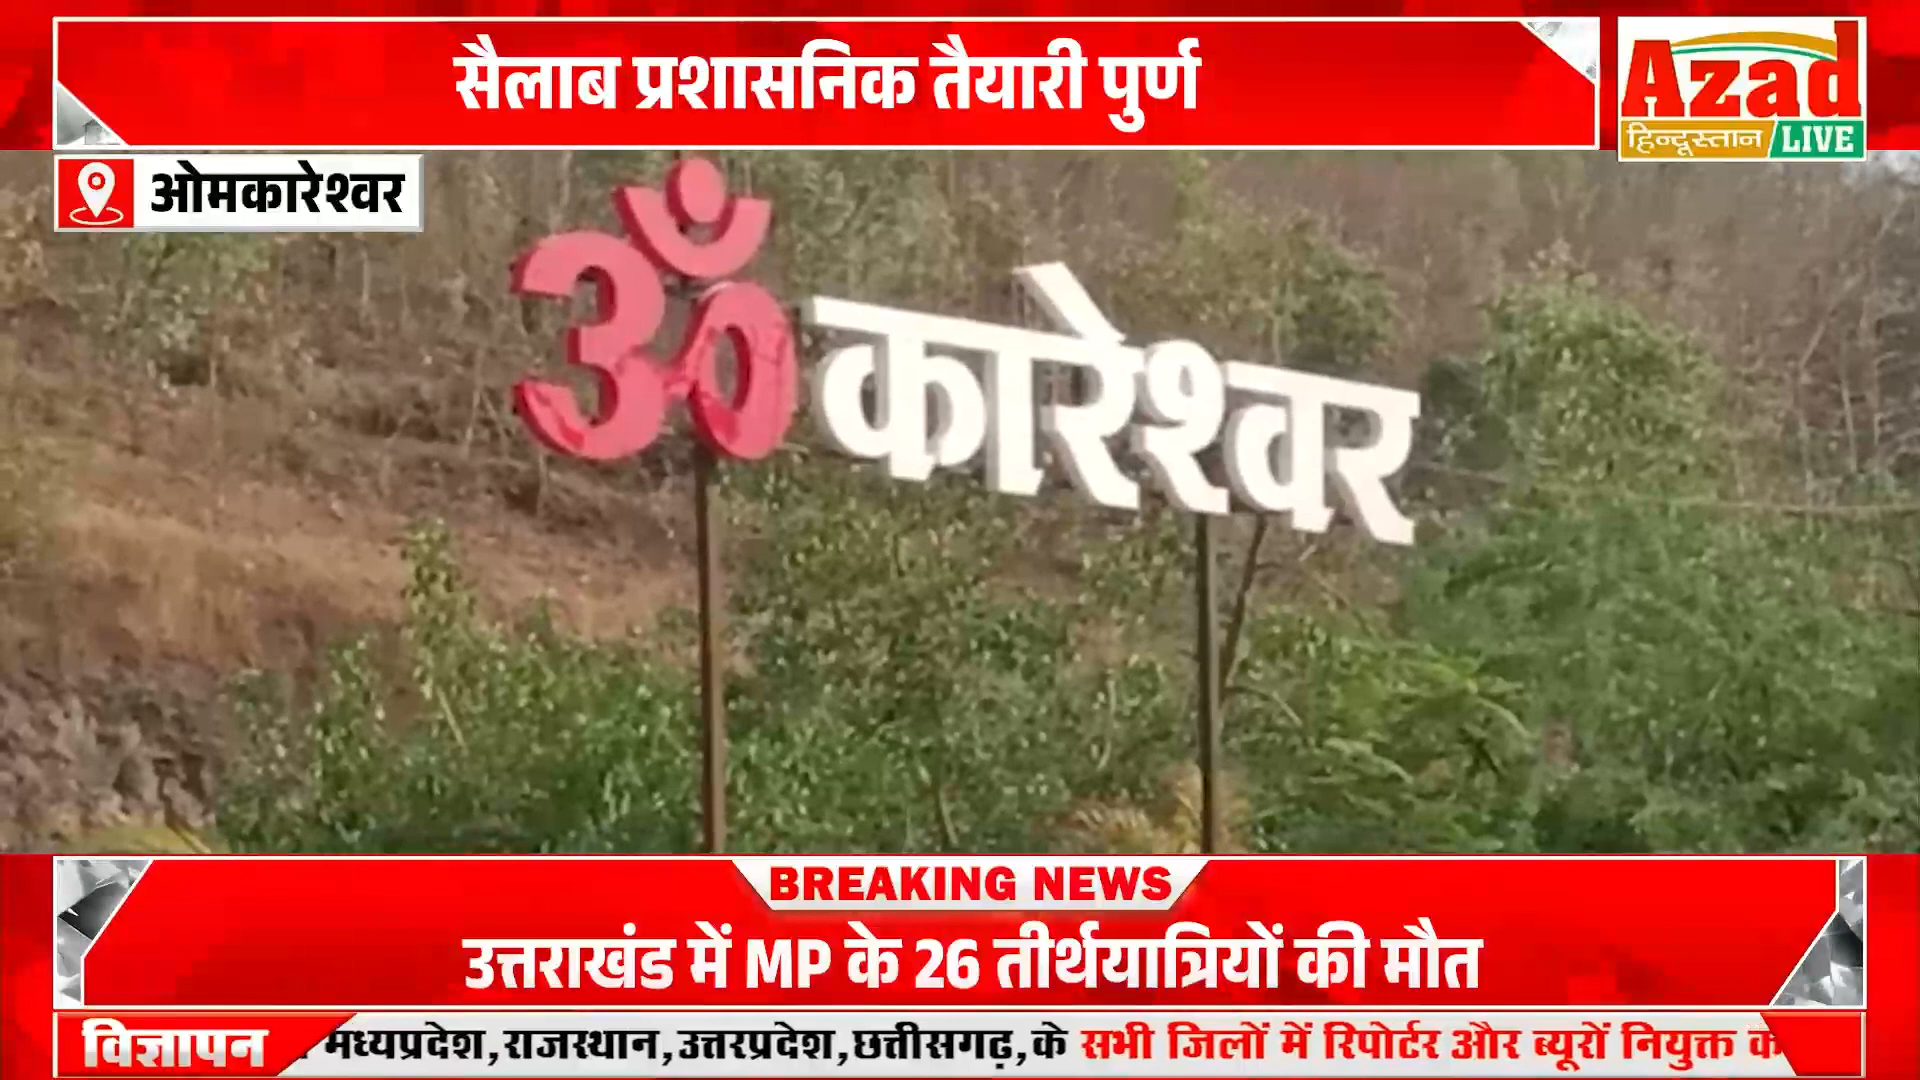 सैलाब प्रशासनिक तैयारी पुर्ण
Azad
हिन्दूस्तान LIVE
ओमकारेश्वर
ॐकारेश्वर
BREAKING NEWS
उत्तराखंड में MP के 26 तीर्थयात्रियों की मौत
विज्ञापन मध्यप्रदेश,राजस्थान,उत्तरप्रदेश,छत्तीसगढ़,के सभी जिलों में रिपोर्टर और ब्यूरों नियुक्त